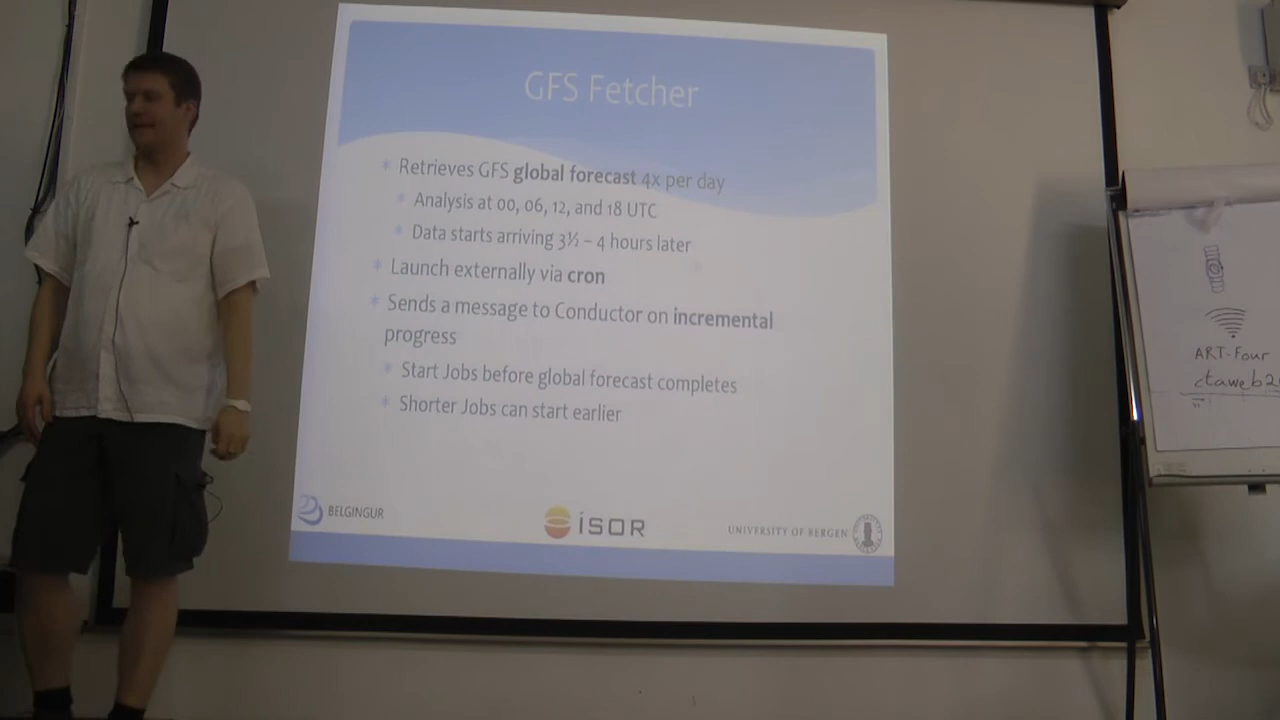 GFS Fetcher
Retrieves GFS global forecast 4x per day
Analysis at 00, 06, 12, and 18 UTC
Data starts arriving 3½ – 4 hours later
Launch externally via cron
Sends a message to Conductor on incremental
progress
Start Jobs before global forecast completes
Shorter Jobs can start earlier
BELGINGUR
ÍSOR
UNIVERSITY OF BERGEN
ART-Four